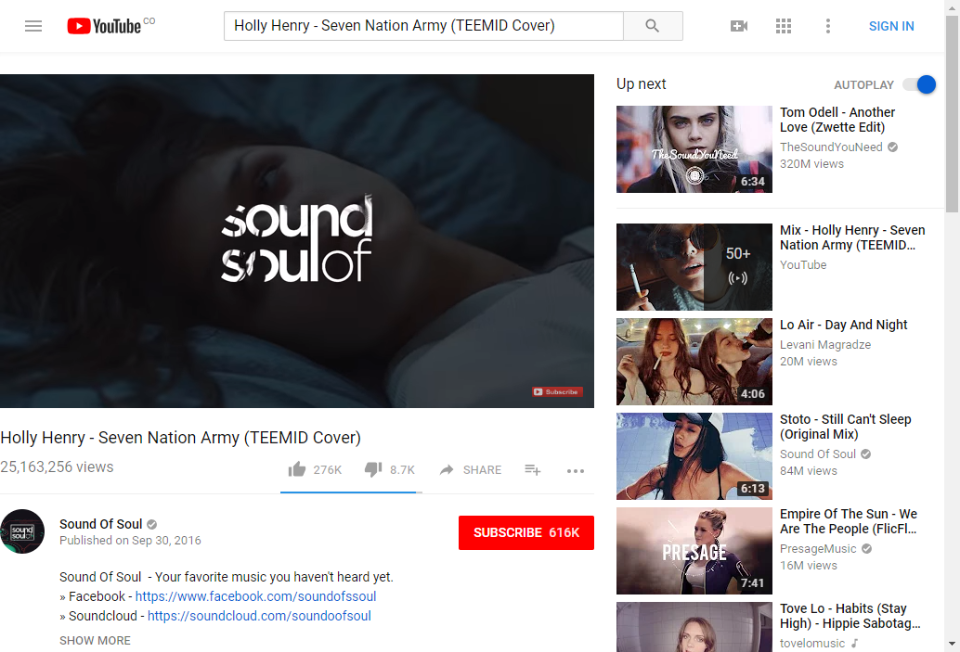 YouTube CO
Holly Henry - Seven Nation Army (TEEMID Cover)
SIGN IN
sound
soulof
Subscribe
Holly Henry - Seven Nation Army (TEEMID Cover)
25,163,256 views
276K
8.7K
SHARE
sound
soulof
Sound Of Soul
Published on Sep 30, 2016
SUBSCRIBE 616K
Sound Of Soul - Your favorite music you haven't heard yet.
» Facebook - https://www.facebook.com/soundofssoul
» Soundcloud - https://soundcloud.com/soundoofsoul
SHOW MORE
Up next
AUTOPLAY
TheSoundYouNeed
6:34
Tom Odell - Another
Love (Zwette Edit)
TheSoundYouNeed
320M views
50+
Mix - Holly Henry - Seven
Nation Army (TEEMID…
YouTube
4:06
Lo Air - Day And Night
Levani Magradze
20M views
6:13
Stoto - Still Can't Sleep
(Original Mix)
Sound Of Soul
84M views
PRESAGE
7:41
Empire Of The Sun - We
Are The People (FlicFl…
PresageMusic
16M views
Tove Lo - Habits (Stay
High) - Hippie Sabotag…
tovelomusic